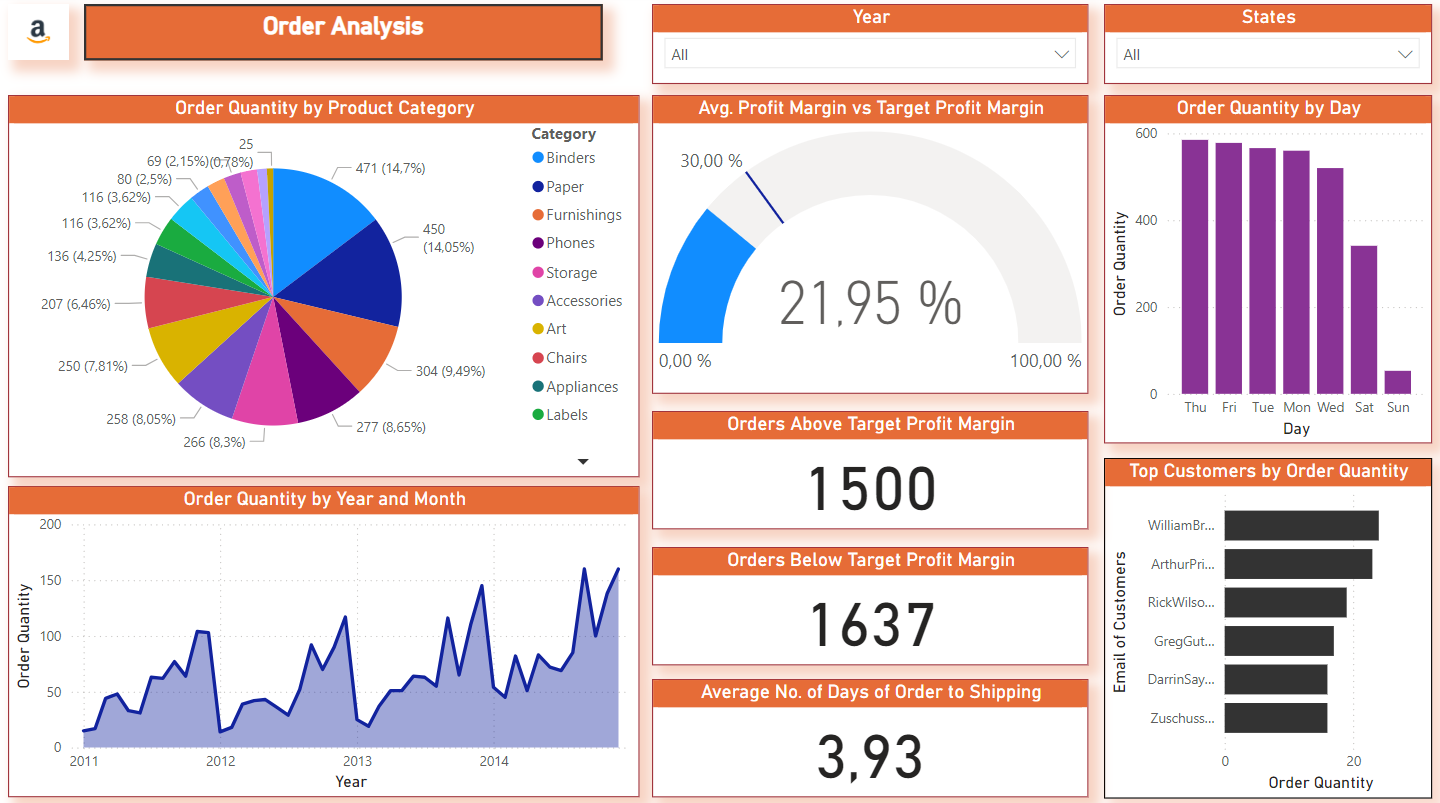 a
Order Analysis
Year
All
States
All
Order Quantity by Product Category
25
69 (2,15%)
(0,78%)
80 (2,5%)
116 (3,62%)
116 (3,62%)
136 (4,25%)
207 (6,46%)
250 (7,81%)
258 (8,05%)
266 (8,3%)
277 (8,65%)
304 (9,49%)
450
(14,05%)
471 (14,7%)
Category
Binders
Paper
Furnishings
Phones
Storage
Accessories
Art
Chairs
Appliances
Labels
Avg. Profit Margin vs Target Profit Margin
30,00 %
21,95 %
0,00 %
100,00 %
Order Quantity by Day
Order Quantity
600
400
200
0
Thu Fri Tue Mon Wed Sat Sun
Day
Orders Above Target Profit Margin
1500
Orders Below Target Profit Margin
1637
Average No. of Days of Order to Shipping
3,93
Order Quantity by Year and Month
Order Quantity
200
150
100
50
0
2011 2012 2013 2014
Year
Top Customers by Order Quantity
Email of Customers
WilliamBr...
ArthurPri...
RickWilso...
GregGut...
DarrinSay...
Zuschuss...
0 20
Order Quantity